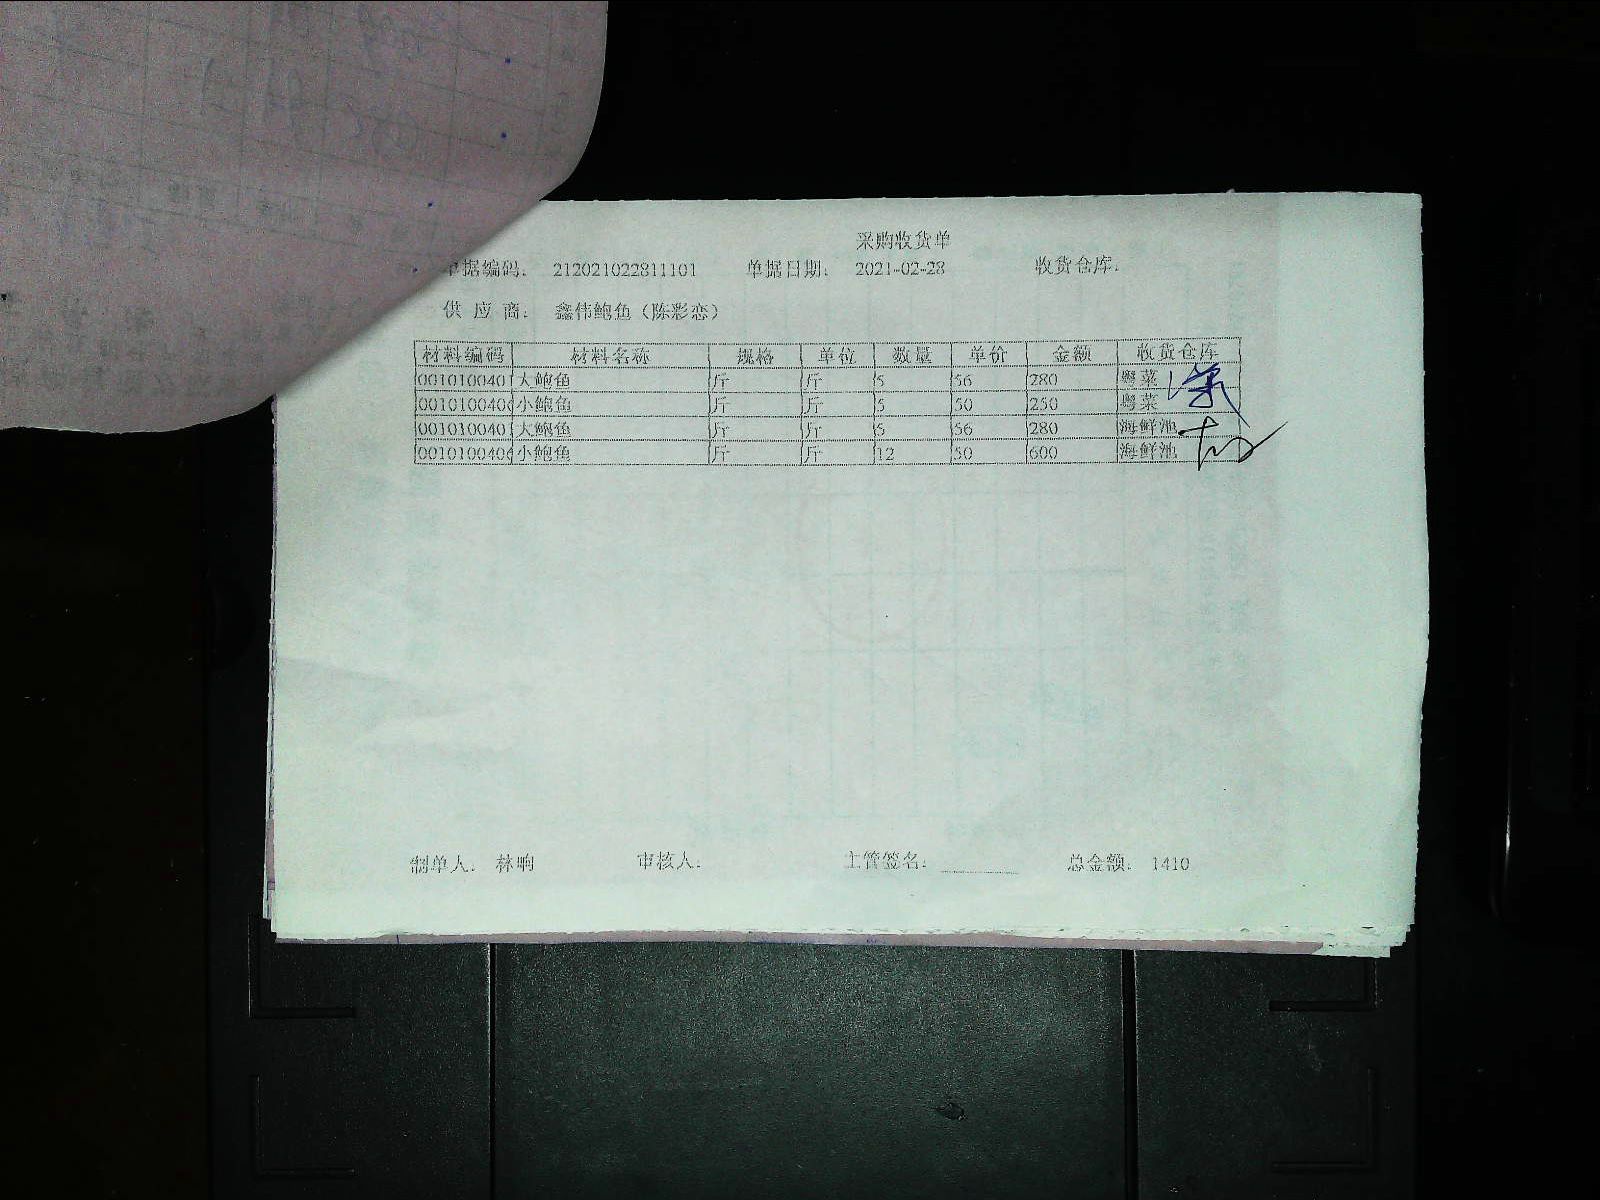 采购收货单
单据编码: 212021022811101 单据日期: 2021-02-28 收货仓库:
供 应 商: 鑫伟鲍鱼（陈彩恋）
材料编码 材料名称 规格 单位 数量 单价 金额 收货仓库
001010040 大鲍鱼 斤 斤 5 56 280 粤菜
001010040 小鲍鱼 斤 斤 5 50 250 粤菜
001010040 大鲍鱼 斤 斤 5 56 280 海鲜池
001010040 小鲍鱼 斤 斤 12 50 600 海鲜池
制单人: 林响 审核人: 主管签名: 总金额: 1410